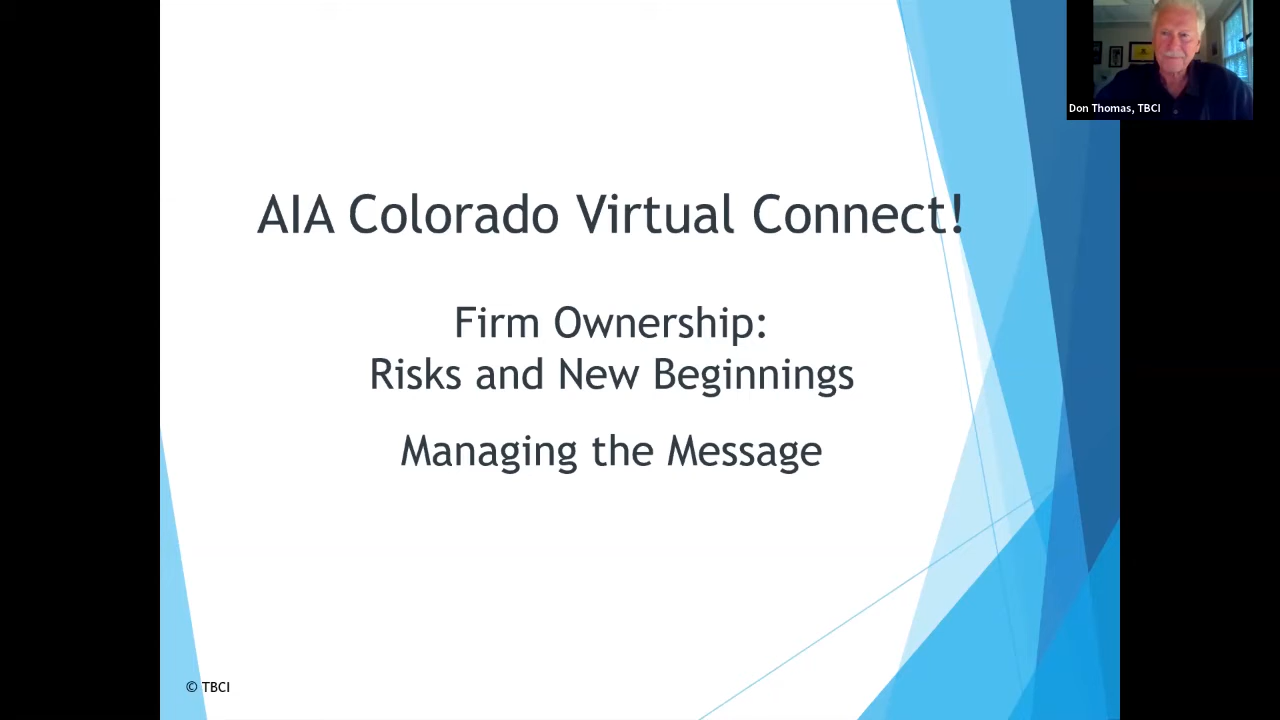 Don Thomas, TBCI
AIA Colorado Virtual Connect!
Firm Ownership:
Risks and New Beginnings
Managing the Message
© TBCI